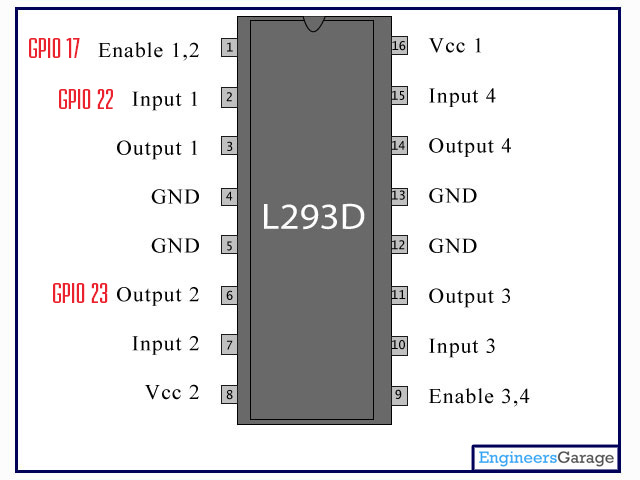 GPIO 17 Enable 1,2 1 16 Vcc 1
GPIO 22 Input 1 2 15 Input 4
Output 1 3 14 Output 4
GND 4 13 GND
L293D
GND 5 12 GND
GPIO 23 Output 2 6 11 Output 3
Input 2 7 10 Input 3
Vcc 2 8 9 Enable 3,4
EngineersGarage